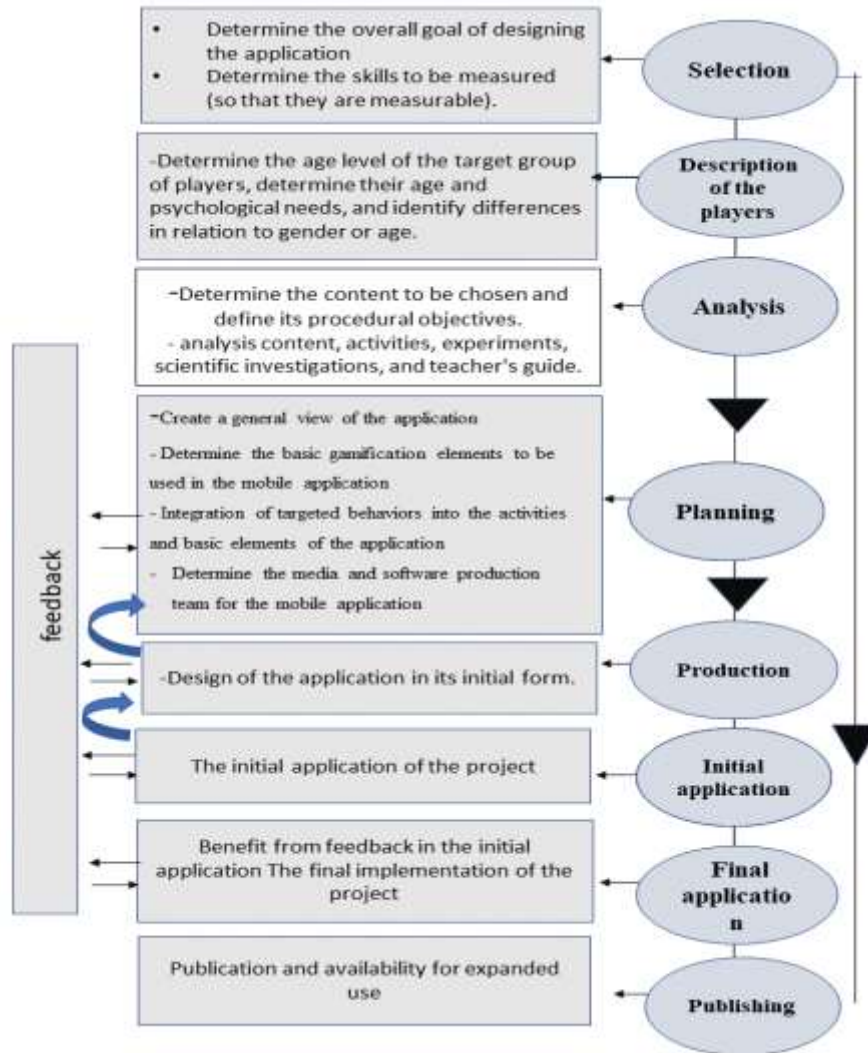 • Determine the overall goal of designing
the application
• Determine the skills to be measured
(so that they are measurable).
Selection
-Determine the age level of the target group
of players, determine their age and
psychological needs, and identify differences
in relation to gender or age.
Description
of the
players
-Determine the content to be chosen and
define its procedural objectives.
- analysis content, activities, experiments,
scientific investigations, and teacher's guide.
Analysis
feedback
-Create a general view of the application
- Determine the basic gamification elements to be
used in the mobile application
- Integration of targeted behaviors into the activities
and basic elements of the application
- Determine the media and software production
team for the mobile application
Planning
-Design of the application in its initial form.
Production
The initial application of the project
Initial
application
Benefit from feedback in the initial
application The final implementation of the
project
Final
applicatio
n
Publication and availability for expanded
use
Publishing